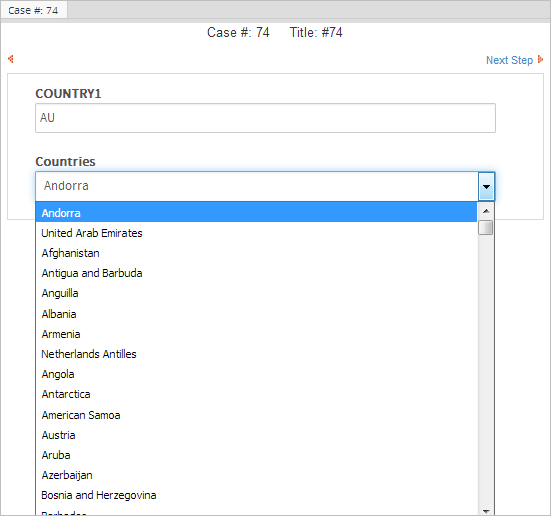 Case #: 74
Case #: 74 Title: #74
Next Step
COUNTRY1
AU
Countries
Andorra
Andorra
United Arab Emirates
Afghanistan
Antigua and Barbuda
Anguilla
Albania
Armenia
Netherlands Antilles
Angola
Antarctica
American Samoa
Austria
Aruba
Azerbaijan
Bosnia and Herzegovina
Barbados